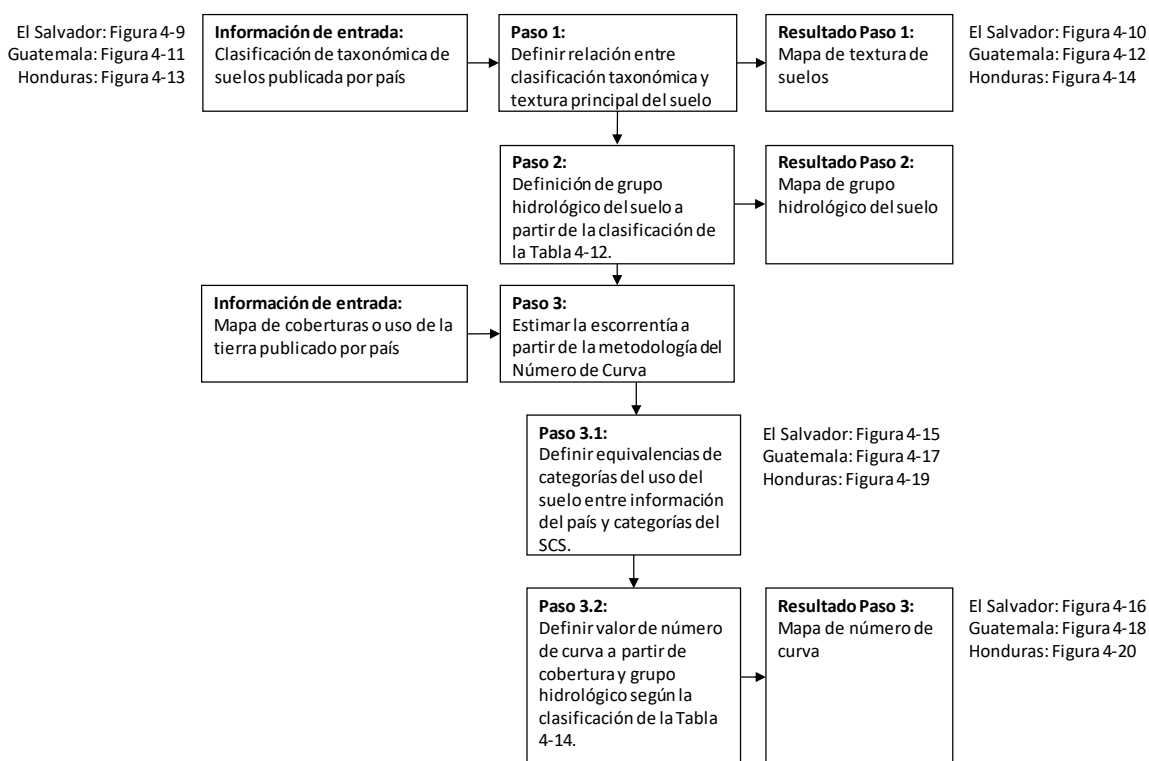 El Salvador: Figura 4-9
Guatemala: Figura 4-11
Honduras: Figura 4-13
Información de entrada:
Clasificación de taxonómica de
suelos publicada por país
Paso 1:
Definir relación entre
clasificación taxonómica y
textura principal del suelo
Resultado Paso 1:
Mapa de textura de
suelos
El Salvador: Figura 4-10
Guatemala: Figura 4-12
Honduras: Figura 4-14
Paso 2:
Definición de grupo
hidrológico del suelo a
partir de la clasificación de
la Tabla 4-12.
Resultado Paso 2:
Mapa de grupo
hidrológico del suelo
Información de entrada:
Mapa de coberturas o uso de la
tierra publicado por país
Paso 3:
Estimar la escorrentía a
partir de la metodología del
Número de Curva
Paso 3.1:
Definir equivalencias de
categorías del uso del
suelo entre información
del país y categorías del
SCS.
El Salvador: Figura 4-15
Guatemala: Figura 4-17
Honduras: Figura 4-19
Paso 3.2:
Definir valor de número
de curva a partir de
cobertura y grupo
hidrológico según la
clasificación de la Tabla
4-14.
Resultado Paso 3:
Mapa de número de
curva
El Salvador: Figura 4-16
Guatemala: Figura 4-18
Honduras: Figura 4-20